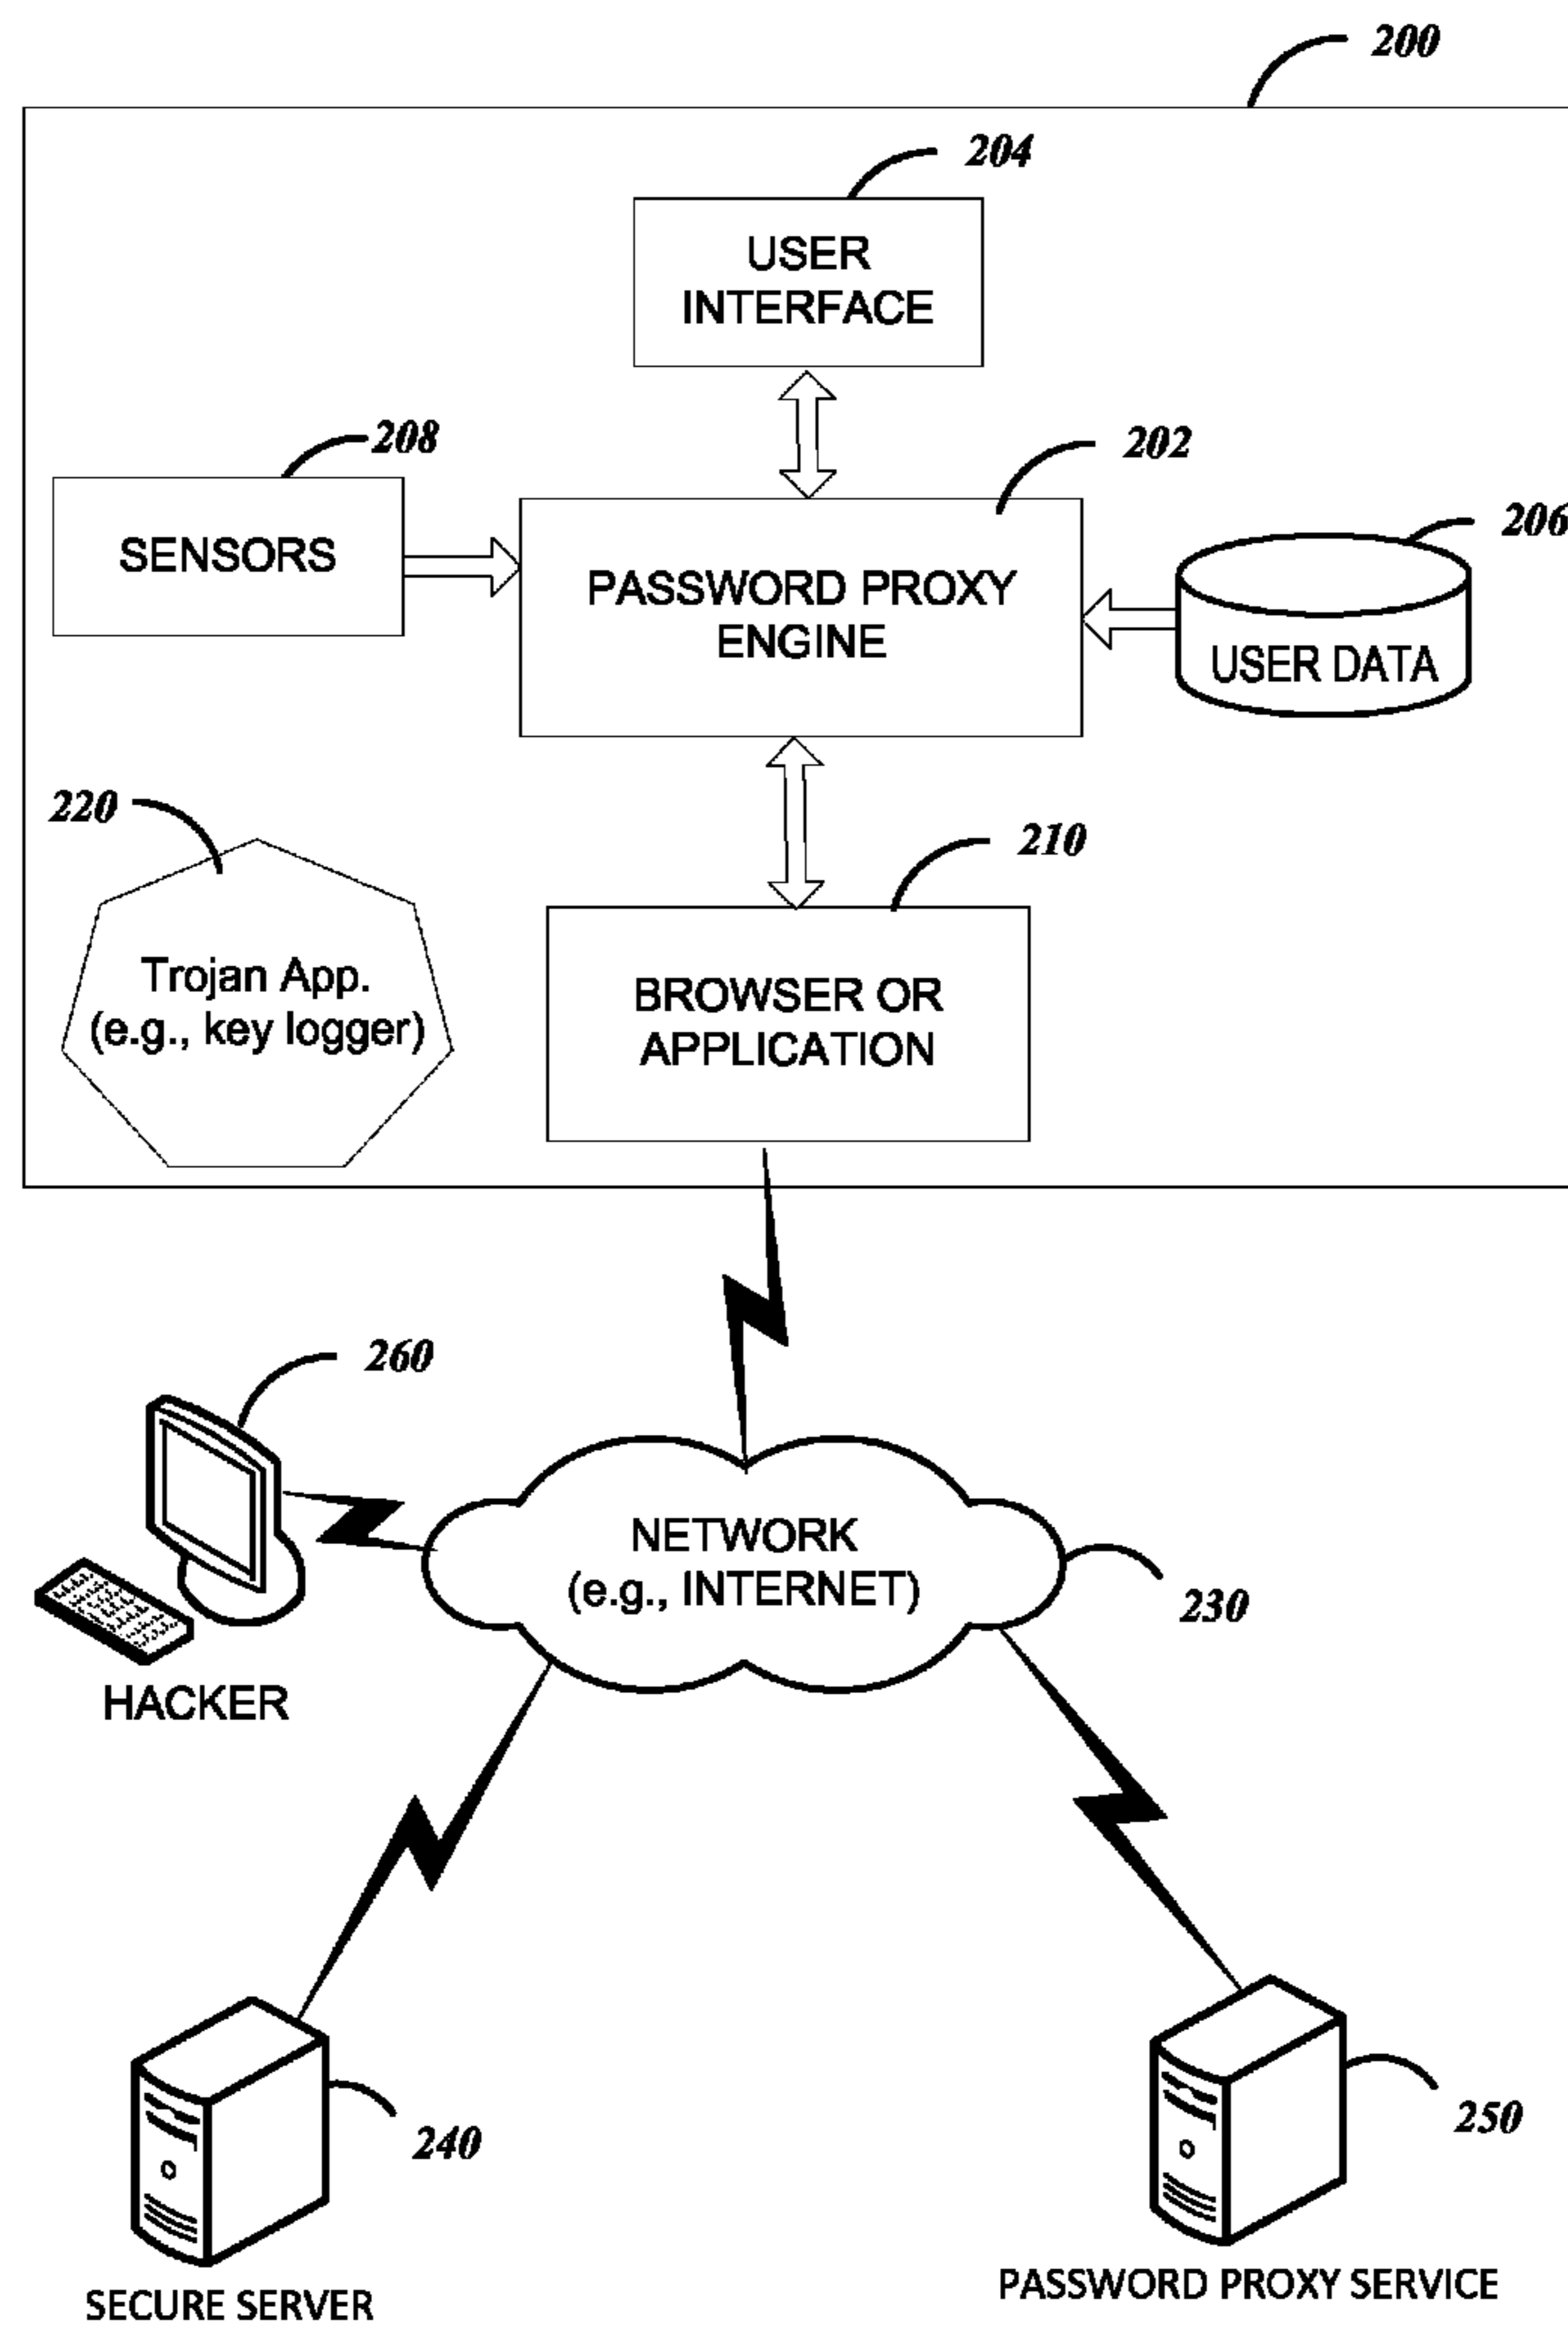 200
204
USER
INTERFACE
208
202
206
SENSORS
PASSWORD PROXY
ENGINE
USER DATA
220
210
Trojan App.
(e.g., key logger)
BROWSER OR
APPLICATION
260
NETWORK
(e.g., INTERNET)
230
HACKER
240
250
SECURE SERVER
PASSWORD PROXY SERVICE